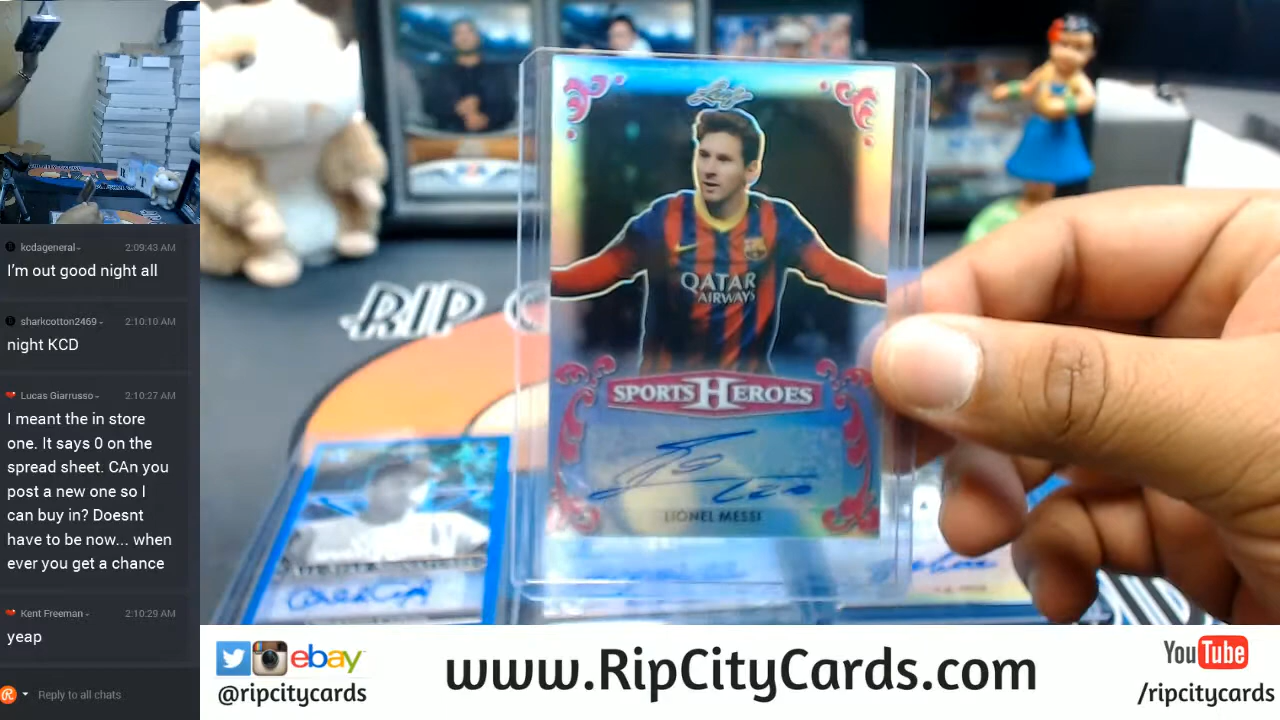 kcdageneral-
2:09:43 AM
I'm out good night all
sharkcotton2469-
2:10:10 AM
night KCD
Lucas Giarrusso-
2:10:27 AM
I meant the in store
one. It says 0 on the
spread sheet. CAn you
post a new one so I
can buy in? Doesnt
have to be now... when
ever you get a chance
Kent Freeman-
2:10:29 AM
yeap
Reply to all chats
Leaf
QATAR
AIRWAYS
SPORTS HEROES
LIONEL MESSI
RIP
ebay
@ripcitycards
www.RipCityCards.com
YouTube
/ripcitycards